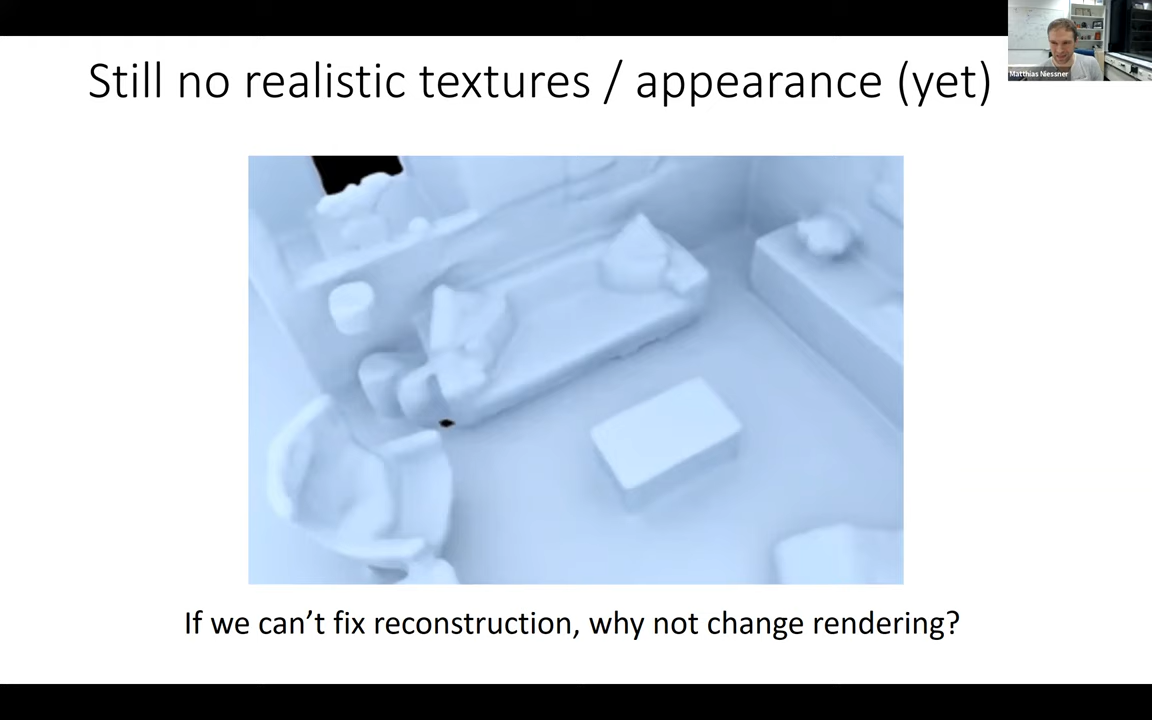 Still no realistic textures / appearance (yet)
Matthias Niessner
If we can't fix reconstruction, why not change rendering?